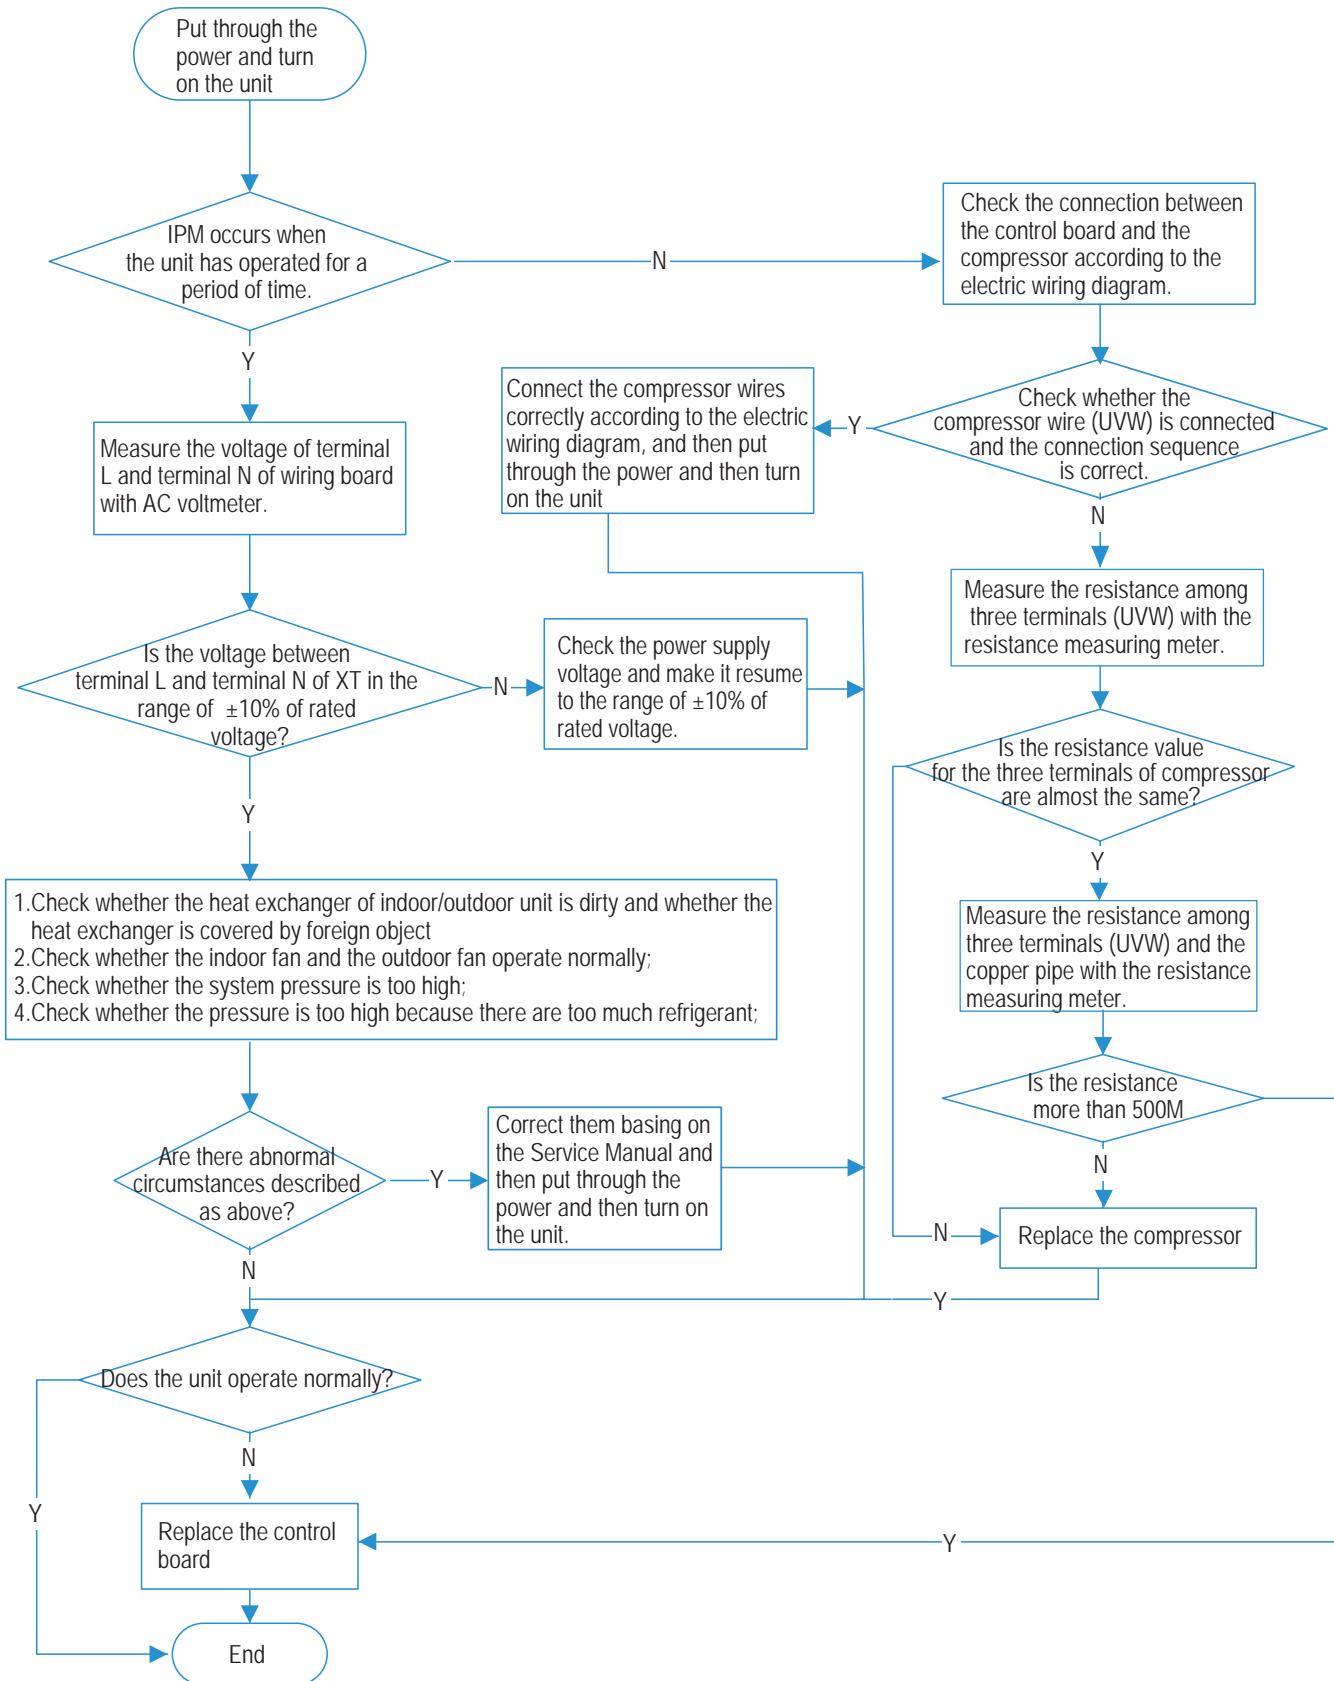 Put through the
power and turn
on the unit
IPM occurs when
the unit has operated for a
period of time.
N
Check the connection between
the control board and the
compressor according to the
electric wiring diagram.
Y
Measure the voltage of terminal
L and terminal N of wiring board
with AC voltmeter.
Connect the compressor wires
correctly according to the electric
wiring diagram, and then put
through the power and then turn
on the unit
Y
Check whether the
compressor wire (UVW) is connected
and the connection sequence
is correct.
N
Measure the resistance among
three terminals (UVW) with the
resistance measuring meter.
Is the voltage between
terminal L and terminal N of XT in the
range of ±10% of rated
voltage?
N
Check the power supply
voltage and make it resume
to the range of ±10% of
rated voltage.
Is the resistance value
for the three terminals of compressor
are almost the same?
Y
Y
1.Check whether the heat exchanger of indoor/outdoor unit is dirty and whether the
heat exchanger is covered by foreign object
2.Check whether the indoor fan and the outdoor fan operate normally;
3.Check whether the system pressure is too high;
4.Check whether the pressure is too high because there are too much refrigerant;
Measure the resistance among
three terminals (UVW) and the
copper pipe with the resistance
measuring meter.
Is the resistance
more than 500M
Are there abnormal
circumstances described
as above?
Y
Correct them basing on
the Service Manual and
then put through the
power and then turn on
the unit.
N
N
Replace the compressor
N
Y
Does the unit operate normally?
N
Y
Replace the control
board
Y
End